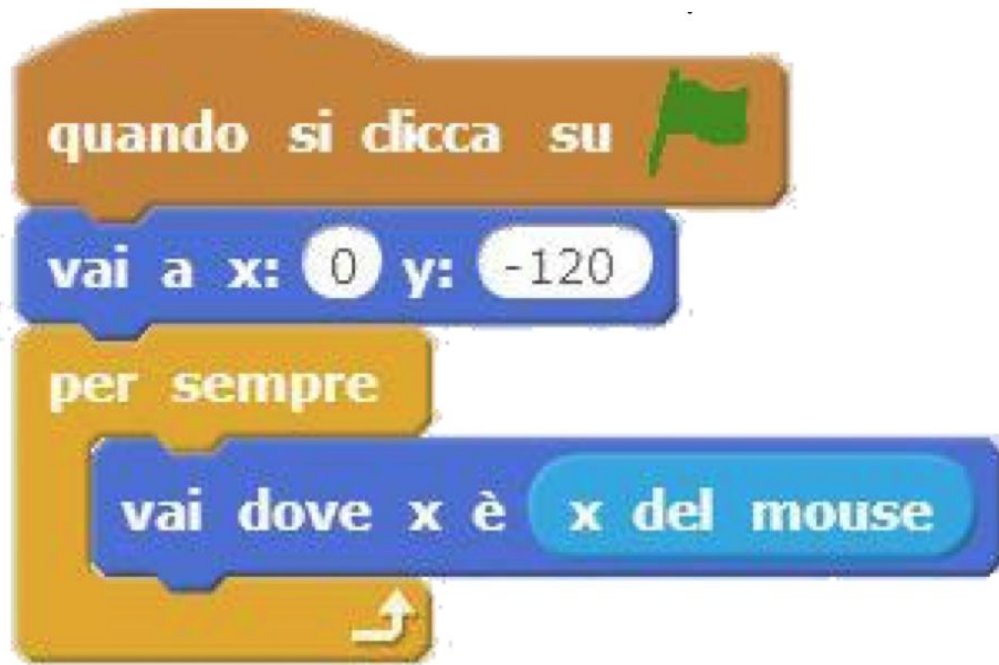 quando si clicca su
vai a x: 0 y: -120
per sempre
vai dove x è x del mouse